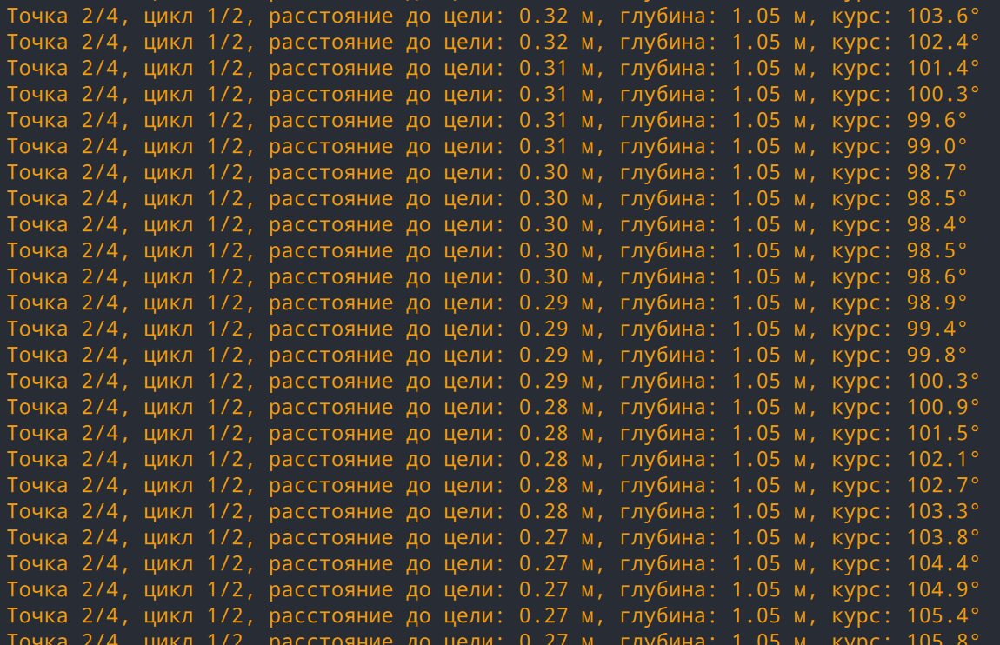 Точка 2/4, цикл 1/2, расстояние до цели: 0.32 м, глубина: 1.05 м, курс: 103.6°
Точка 2/4, цикл 1/2, расстояние до цели: 0.32 м, глубина: 1.05 м, курс: 102.4°
Точка 2/4, цикл 1/2, расстояние до цели: 0.31 м, глубина: 1.05 м, курс: 101.4°
Точка 2/4, цикл 1/2, расстояние до цели: 0.31 м, глубина: 1.05 м, курс: 100.3°
Точка 2/4, цикл 1/2, расстояние до цели: 0.31 м, глубина: 1.05 м, курс: 99.6°
Точка 2/4, цикл 1/2, расстояние до цели: 0.31 м, глубина: 1.05 м, курс: 99.0°
Точка 2/4, цикл 1/2, расстояние до цели: 0.30 м, глубина: 1.05 м, курс: 98.7°
Точка 2/4, цикл 1/2, расстояние до цели: 0.30 м, глубина: 1.05 м, курс: 98.5°
Точка 2/4, цикл 1/2, расстояние до цели: 0.30 м, глубина: 1.05 м, курс: 98.4°
Точка 2/4, цикл 1/2, расстояние до цели: 0.30 м, глубина: 1.05 м, курс: 98.5°
Точка 2/4, цикл 1/2, расстояние до цели: 0.30 м, глубина: 1.05 м, курс: 98.6°
Точка 2/4, цикл 1/2, расстояние до цели: 0.29 м, глубина: 1.05 м, курс: 98.9°
Точка 2/4, цикл 1/2, расстояние до цели: 0.29 м, глубина: 1.05 м, курс: 99.4°
Точка 2/4, цикл 1/2, расстояние до цели: 0.29 м, глубина: 1.05 м, курс: 99.8°
Точка 2/4, цикл 1/2, расстояние до цели: 0.29 м, глубина: 1.05 м, курс: 100.3°
Точка 2/4, цикл 1/2, расстояние до цели: 0.28 м, глубина: 1.05 м, курс: 100.9°
Точка 2/4, цикл 1/2, расстояние до цели: 0.28 м, глубина: 1.05 м, курс: 101.5°
Точка 2/4, цикл 1/2, расстояние до цели: 0.28 м, глубина: 1.05 м, курс: 102.1°
Точка 2/4, цикл 1/2, расстояние до цели: 0.28 м, глубина: 1.05 м, курс: 102.7°
Точка 2/4, цикл 1/2, расстояние до цели: 0.28 м, глубина: 1.05 м, курс: 103.3°
Точка 2/4, цикл 1/2, расстояние до цели: 0.27 м, глубина: 1.05 м, курс: 103.8°
Точка 2/4, цикл 1/2, расстояние до цели: 0.27 м, глубина: 1.05 м, курс: 104.4°
Точка 2/4, цикл 1/2, расстояние до цели: 0.27 м, глубина: 1.05 м, курс: 104.9°
Точка 2/4, цикл 1/2, расстояние до цели: 0.27 м, глубина: 1.05 м, курс: 105.4°
Точка 2/4, цикл 1/2, расстояние до цели: 0.27 м, глубина: 1.05 м, курс: 105.8°